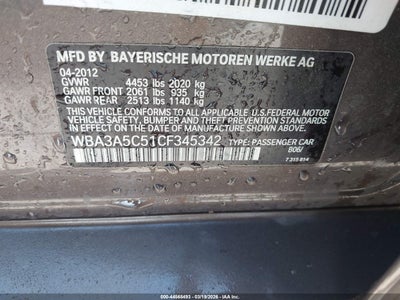 MFD BY BAYERISCHE MOTOREN WERKE AG
04-2012
GVWR 4453 lbs 2020 kg
GAWR FRONT 2061 lbs 935 kg
GAWR REAR 2513 lbs 1140 kg
THIS VEHICLE CONFORMS TO ALL APPLICABLE U.S.FEDERAL MOTOR
VEHICLE SAFETY, BUMPER AND THEFT PREVENTION STANDARDS IN
EFFECT ON THE DATE OF MANUFACTURE SHOWN ABOVE.
WBA3A5C51CF345342 TYPE: PASSENGER CAR
B06/
7 315 614
000-44568493 - 03/19/2026 - IAA Inc.